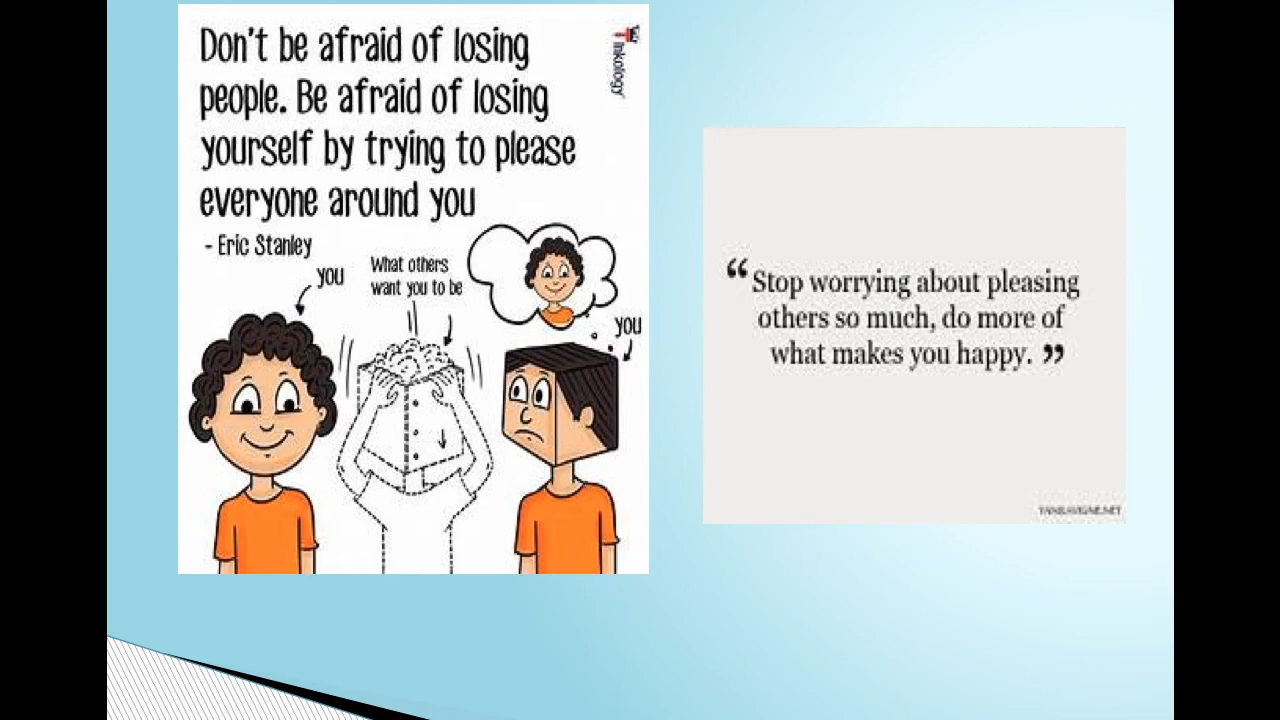 Don't be afraid of losing
people. Be afraid of losing
yourself by trying to please
everyone around you
- Eric Stanley
Inkology
you
What others
want you to be
you
“Stop worrying about pleasing
others so much, do more of
what makes you happy.”